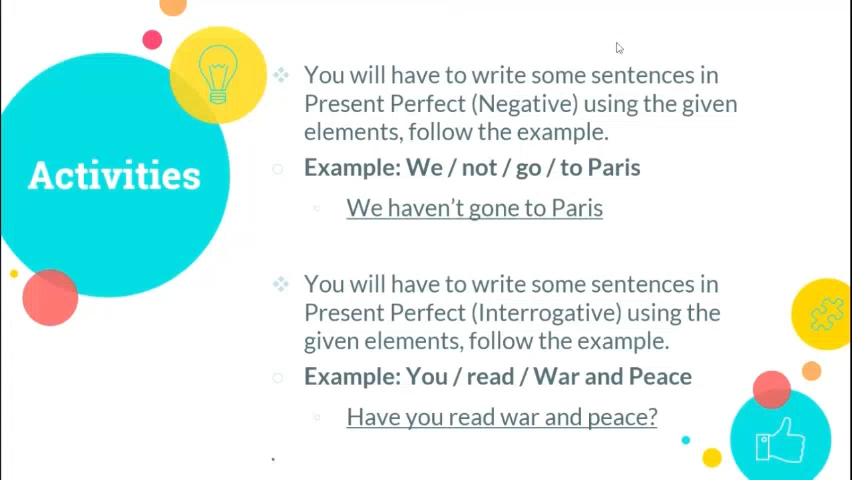 Activities
You will have to write some sentences in
Present Perfect (Negative) using the given
elements, follow the example.
Example: We / not / go / to Paris
We haven't gone to Paris
You will have to write some sentences in
Present Perfect (Interrogative) using the
given elements, follow the example.
Example: You / read / War and Peace
Have you read war and peace?